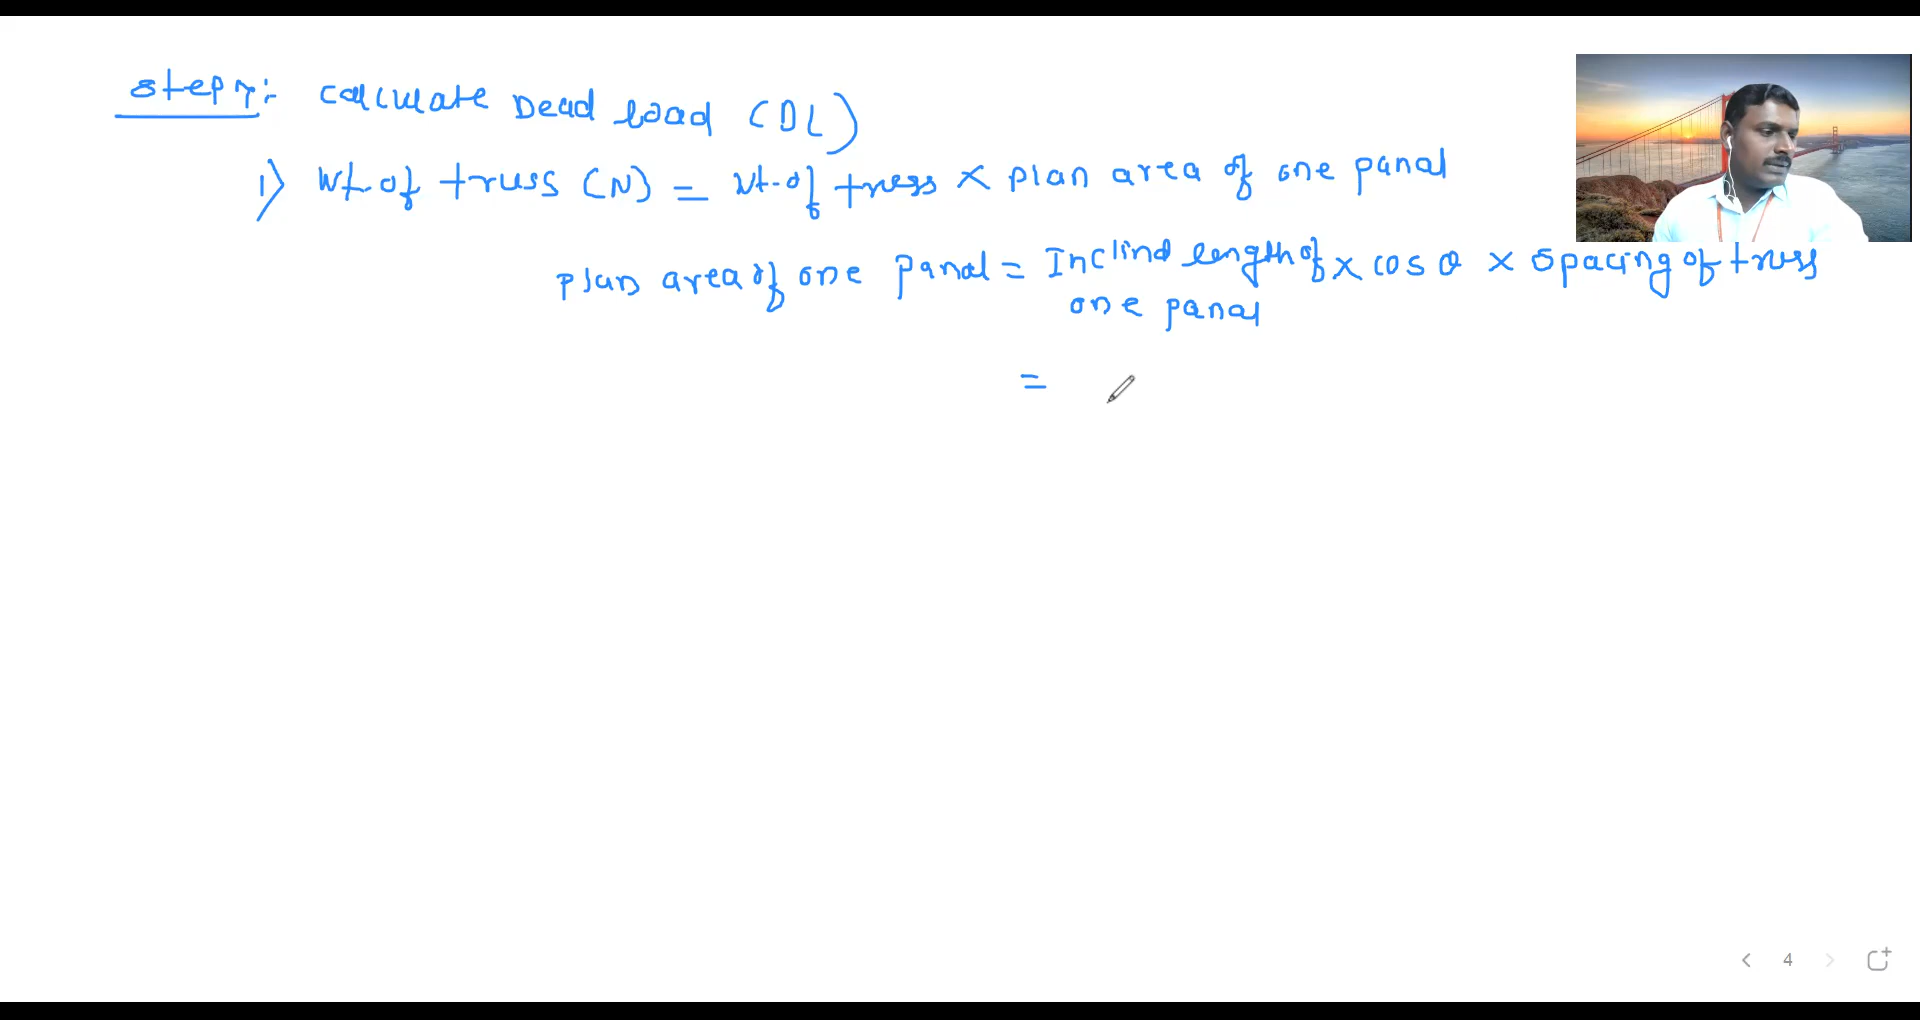 Step 7:- Calculate Dead load (DL)
1) Wt. of truss (N) = Wt. of truss × plan area of one panal
plan area of one panal = Inclind length of × cos θ × spacing of truss
one panal
=
4